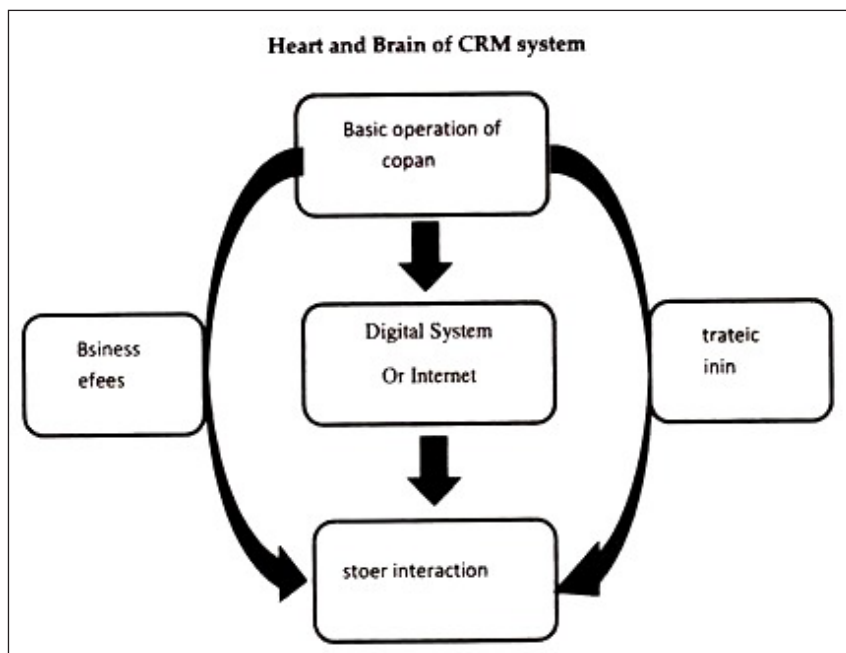 Heart and Brain of CRM system
Basic operation of
copan
Bsiness
efees
Digital System
Or Internet
trateic
inin
stoer interaction